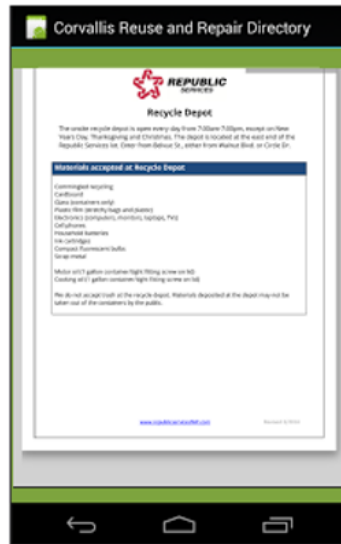 Corvallis Reuse and Repair Directory
REPUBLIC
SERVICES
Recycle Depot
The onsite recycle depot is open every day from 7:00am-7:00pm, except on New
Years Day, Thanksgiving and Christmas. The depot is located at the east end of the
Republic Services lot. Enter from Belvue St., either from Walnut Blvd. or Circle Dr.
Materials accepted at Recycle Depot
Commingled recycling
Cardboard
Glass (containers only)
Plastic film (stretchy bags and plastic)
Electronics (computers, monitors, laptops, TVs)
Cell phones
Household batteries
Ink cartridges
Compact fluorescent bulbs
Scrap metal
Motor oil (1 gallon container tight fitting screw on lid)
Cooking oil (1 gallon container tight fitting screw on lid)
We do not accept trash at the recycle depot. Materials deposited at the depot may not be
taken out of the containers by the public.
Revised